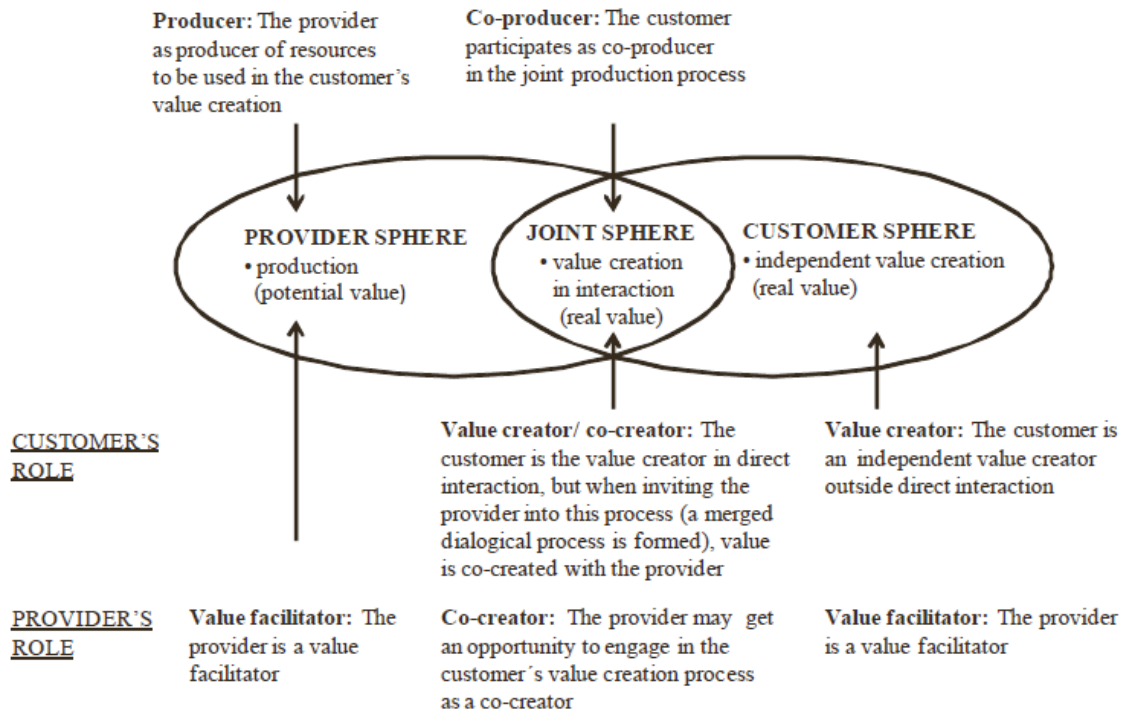 Producer: The provider
as producer of resources
to be used in the customer's
value creation
Co-producer: The customer
participates as co-producer
in the joint production process
PROVIDER SPHERE
• production
(potential value)
JOINT SPHERE
• value creation
in interaction
(real value)
CUSTOMER SPHERE
• independent value creation
(real value)
CUSTOMER'S
ROLE
Value creator/ co-creator: The
customer is the value creator in direct
interaction, but when inviting the
provider into this process (a merged
dialogical process is formed), value
is co-created with the provider
Value creator: The customer is
an independent value creator
outside direct interaction
PROVIDER'S
ROLE
Value facilitator: The
provider is a value
facilitator
Co-creator: The provider may get
an opportunity to engage in the
customer´s value creation process
as a co-creator
Value facilitator: The provider
is a value facilitator